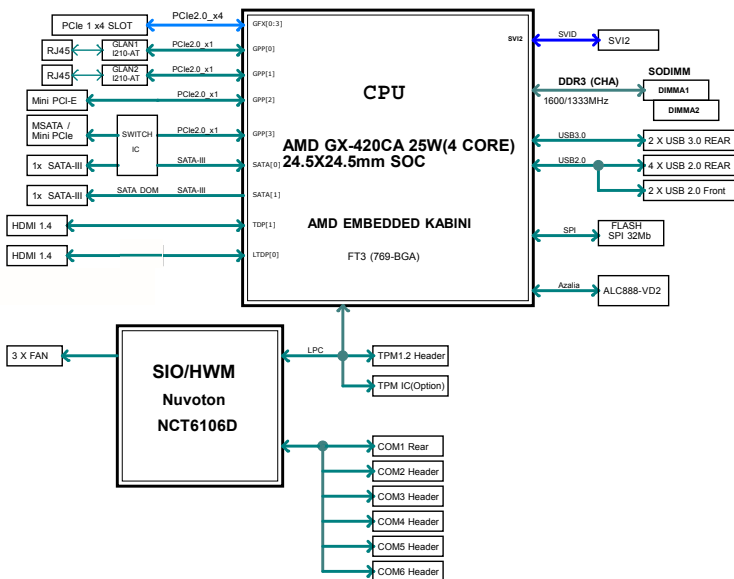 PCIe 1 x4 SLOT
PCIe2.0_x4
GFX[0:3]
RJ45
GLAN1
I210-AT
PCIe2.0_x1
GPP[0]
RJ45
GLAN2
I210-AT
PCIe2.0_x1
GPP[1]
Mini PCI-E
PCIe2.0_x1
GPP[2]
MSATA /
Mini PCIe
SWITCH
IC
PCIe2.0_x1
GPP[3]
1x SATA-III
SATA-III
SATA[0]
1x SATA-III
SATA DOM
SATA-III
SATA[1]
HDMI 1.4
TDP[1]
HDMI 1.4
LTDP[0]
CPU
AMD GX-420CA 25W(4 CORE)
24.5X24.5mm SOC
AMD EMBEDDED KABINI
FT3 (769-BGA)
SVI2
SVID
SVI2
DDR3 (CHA)
1600/1333MHz
SODIMM
DIMMA1
DIMMA2
USB3.0
2 X USB 3.0 REAR
USB2.0
4 X USB 2.0 REAR
2 X USB 2.0 Front
SPI
FLASH
SPI 32Mb
Azalia
ALC888-VD2
3 X FAN
SIO/HWM
Nuvoton
NCT6106D
LPC
TPM1.2 Header
TPM IC(Option)
COM1 Rear
COM2 Header
COM3 Header
COM4 Header
COM5 Header
COM6 Header